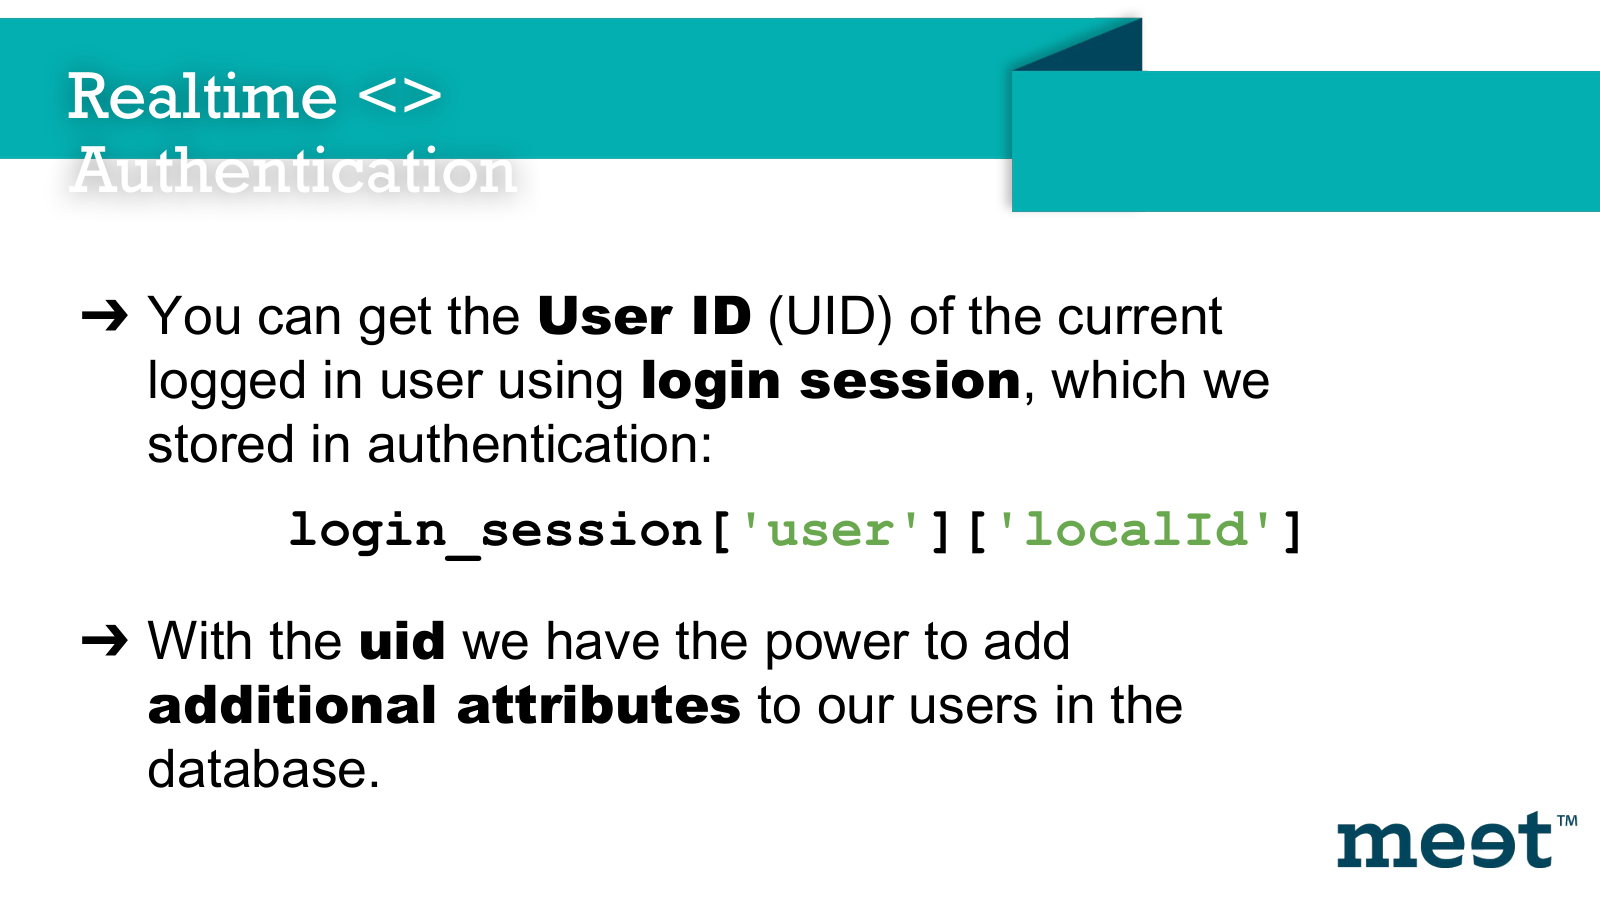 Realtime <>
Authentication
➔ You can get the User ID (UID) of the current
logged in user using login session, which we
stored in authentication:
login_session['user']['localId']
➔ With the uid we have the power to add
additional attributes to our users in the
database.
meet™